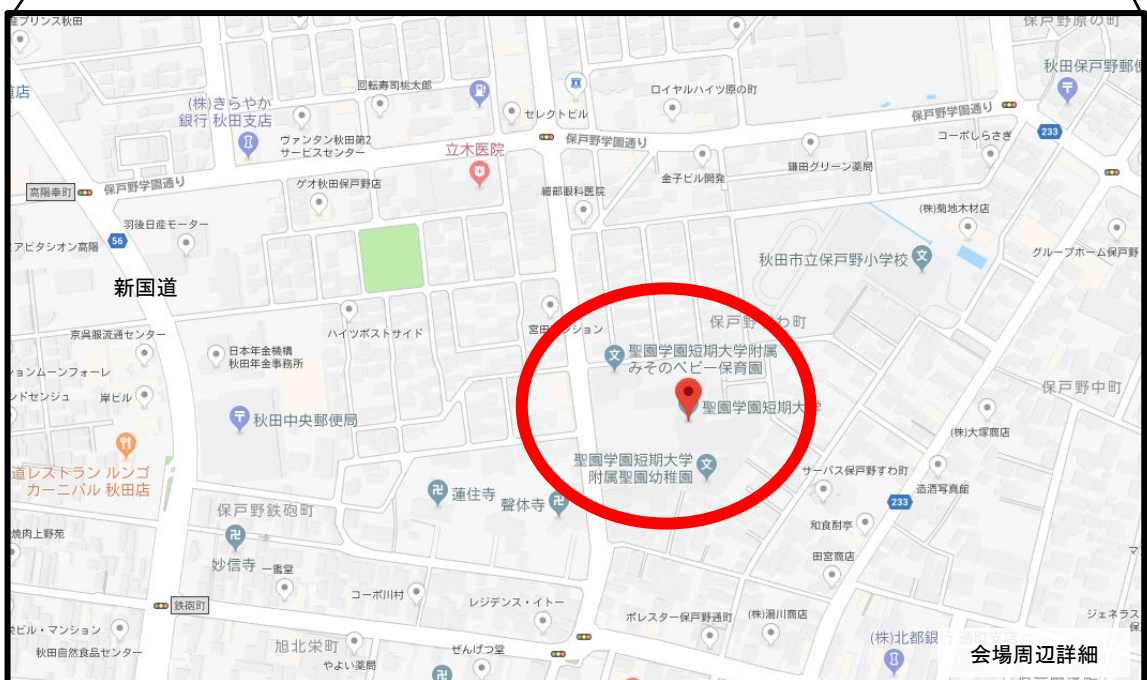 プリンス秋田
保戸野原の町
秋田保戸野郵便
道店
回転寿司桃太郎
ロイヤルハイツ原の町
(株)きらやか
銀行 秋田支店
セレクトビル
保戸野学園通り
233
コーポしらさぎ
ヴァンタン秋田第2
サービスセンター
立木医院
保戸野学園通り
高陽幸町
保戸野学園通り
ゲオ秋田保戸野店
細部眼科医院
金子ビル開発
鎌田グリーン薬局
羽後日産モーター
(株)菊地木材店
56
アビタシオン高陽
秋田市立保戸野小学校
グループホーム保戸野
新国道
京呉服流通センター
ハイツポストサイド
保戸野すわ町
日本年金機構
秋田年金事務所
聖園学園短期大学附属
みそのベビー保育園
ションムーンフォーレ
ドセンジュ
岸ビル
秋田中央郵便局
聖園学園短期大学
保戸野中町
(株)大塚商店
道レストラン ルンゴ
カーニバル 秋田店
聖園学園短期大学
附属聖園幼稚園
サーパス保戸野すわ町
蓮住寺
聲体寺
造酒写真館
233
保戸野鉄砲町
焼肉上野苑
和食酎亭
妙信寺
一鑑堂
田宮商店
コーポ川村
レジデンス・イトー
鉄砲町
ポレスター保戸野通町
(株)湯川商店
ジェネラス
ビル・マンション
旭北栄町
秋田自然食品センター
やよい薬局
ぜんげつ堂
(株)北都銀
会場周辺詳細